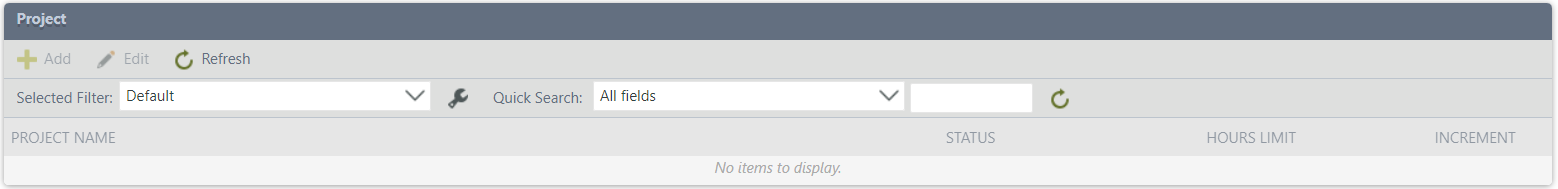 Project
Add Edit Refresh
Selected Filter: Default Quick Search: All fields
PROJECT NAME STATUS HOURS LIMIT INCREMENT
No items to display.